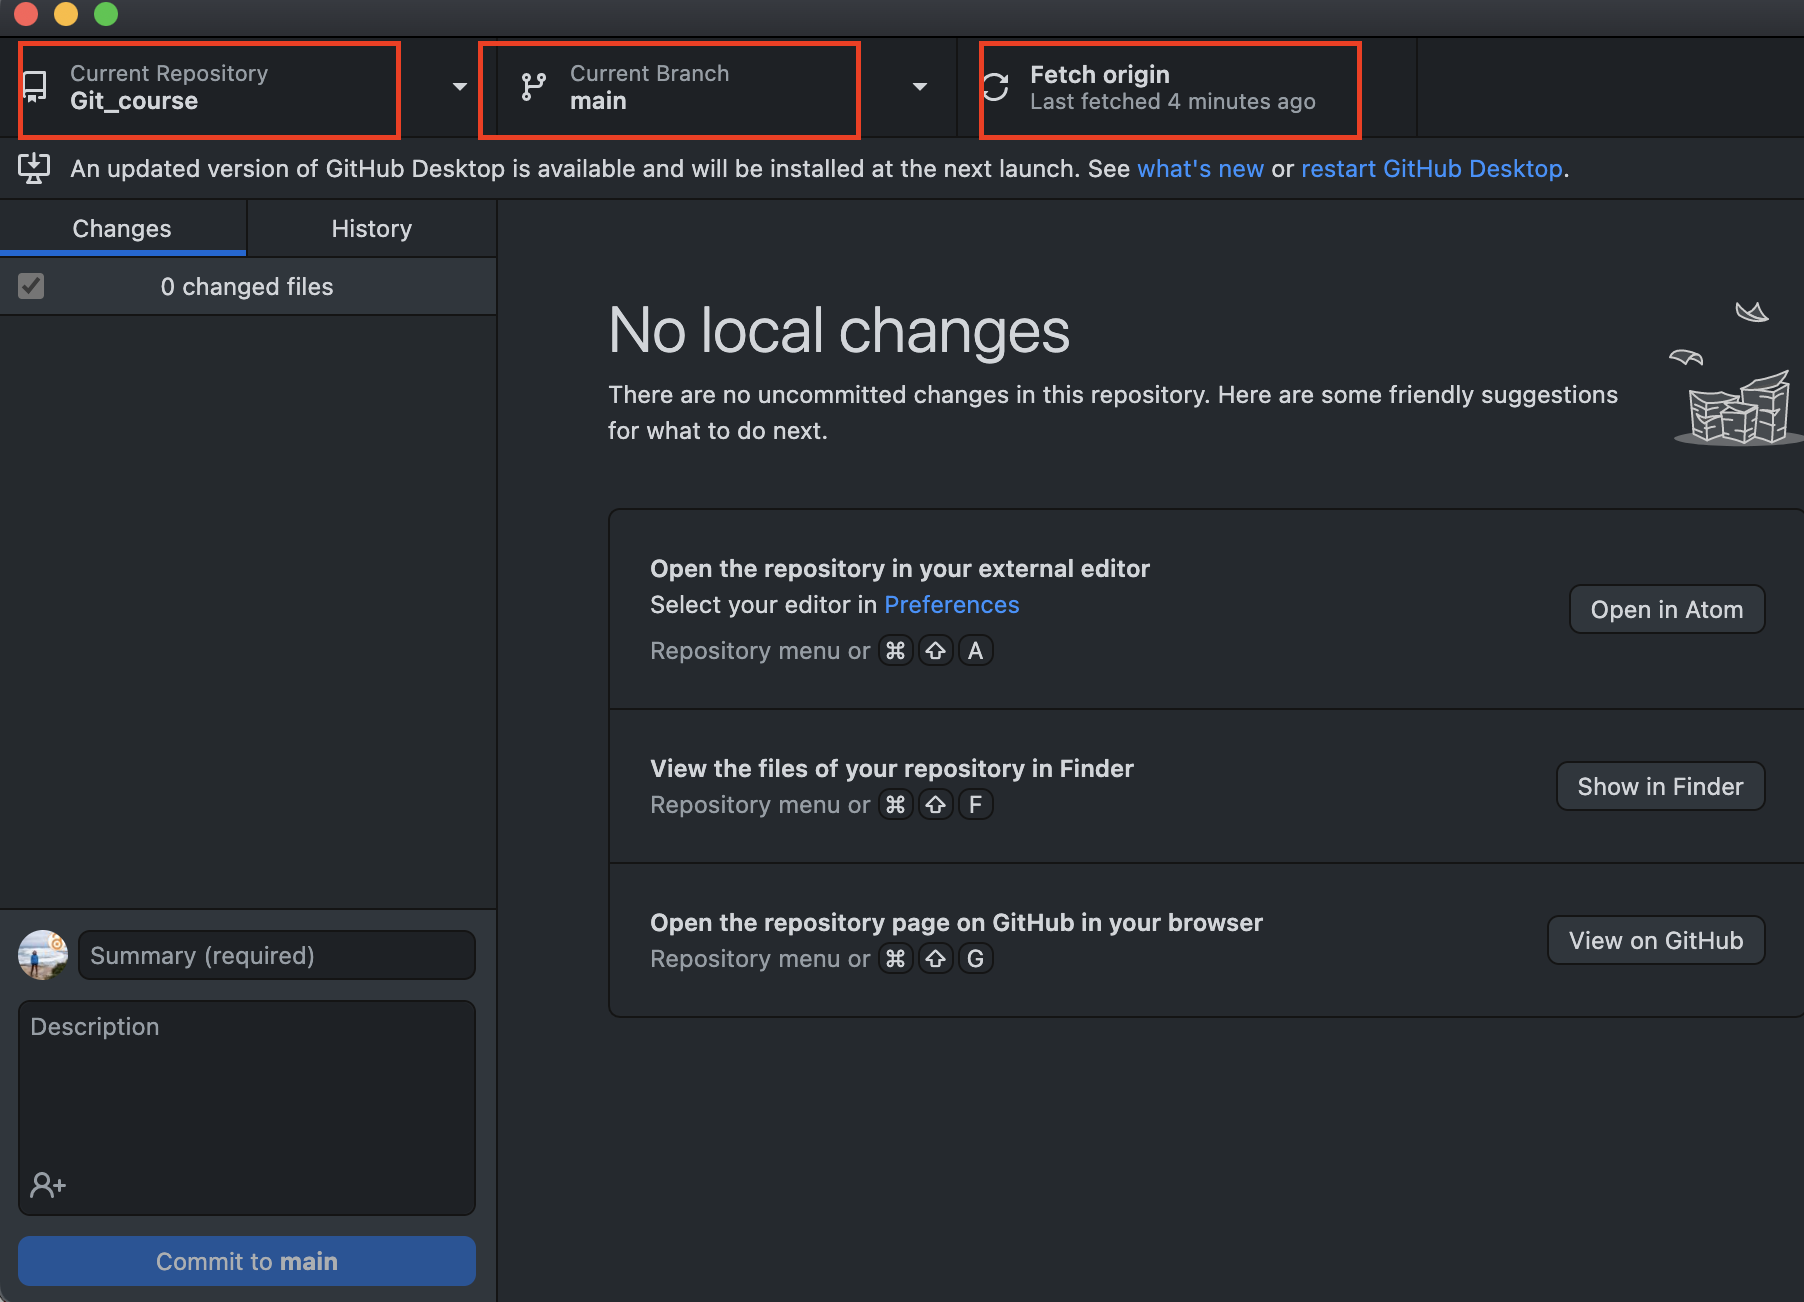 Current Repository
Git_course
Current Branch
main
Fetch origin
Last fetched 4 minutes ago
An updated version of GitHub Desktop is available and will be installed at the next launch. See what's new or restart GitHub Desktop.
Changes
History
0 changed files
No local changes
There are no uncommitted changes in this repository. Here are some friendly suggestions
for what to do next.
Open the repository in your external editor
Select your editor in Preferences
Repository menu or ⌘ ⇧ A
Open in Atom
View the files of your repository in Finder
Repository menu or ⌘ ⇧ F
Show in Finder
Open the repository page on GitHub in your browser
Repository menu or ⌘ ⇧ G
View on GitHub
Summary (required)
Description
Commit to main